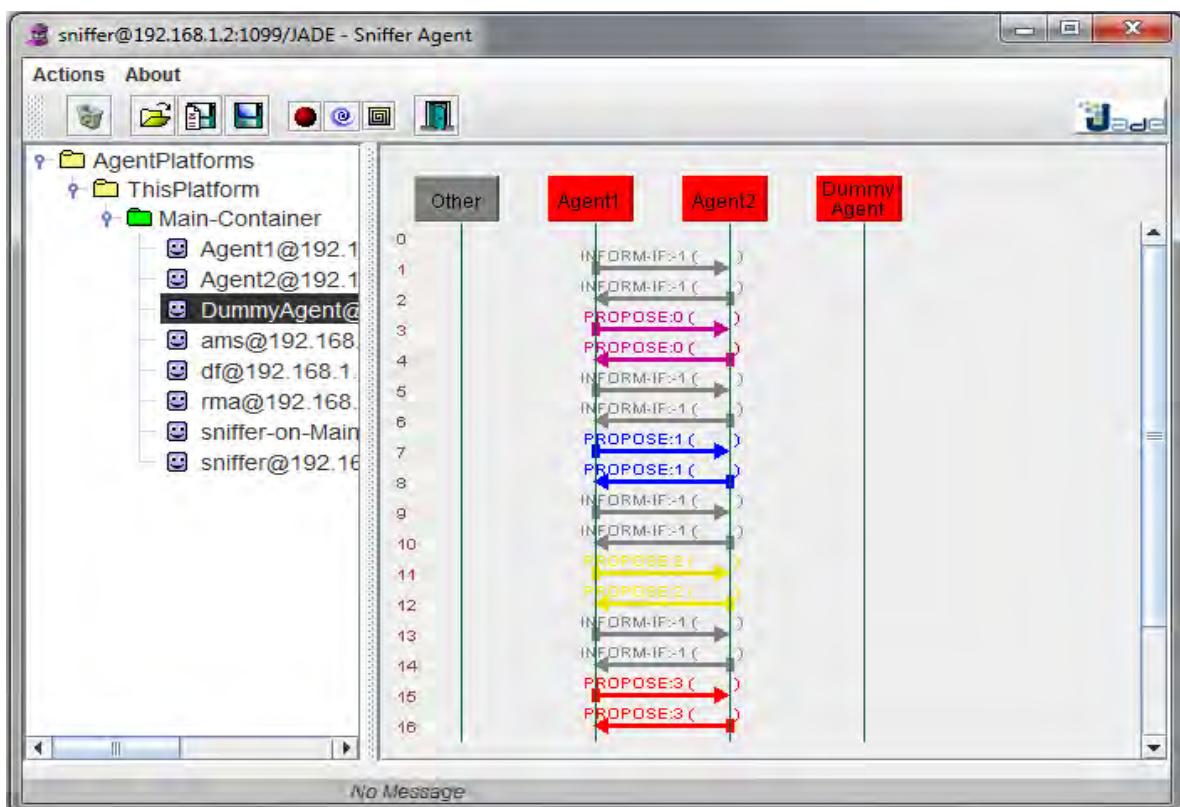 sniffer@192.168.1.2:1099/JADE - Sniffer Agent
Actions About
Jade
AgentPlatforms
ThisPlatform
Main-Container
Agent1@192.1
Agent2@192.1
DummyAgent@
ams@192.168.
df@192.168.1.
rma@192.168.
sniffer-on-Main
sniffer@192.16
Other Agent1 Agent2 Dummy Agent
0
INFORM-IF:-1 ( )
1
INFORM-IF:-1 ( )
2
PROPOSE:0 ( )
3
PROPOSE:0 ( )
4
INFORM-IF:-1 ( )
5
INFORM-IF:-1 ( )
6
PROPOSE:1 ( )
7
PROPOSE:1 ( )
8
INFORM-IF:-1 ( )
9
INFORM-IF:-1 ( )
10
PROPOSE:2 ( )
11
PROPOSE:2 ( )
12
INFORM-IF:-1 ( )
13
INFORM-IF:-1 ( )
14
PROPOSE:3 ( )
15
PROPOSE:3 ( )
16
No Message